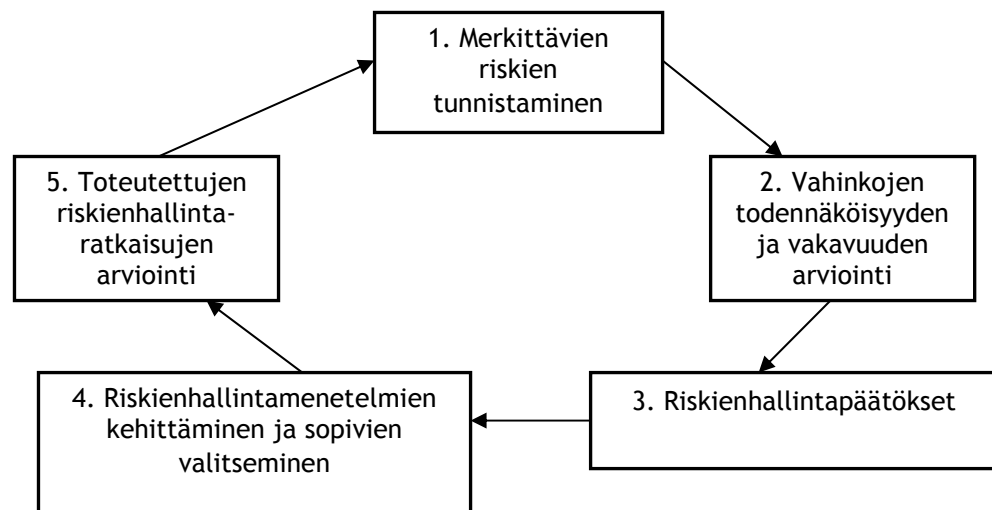 1. Merkittävien
riskien
tunnistaminen
2. Vahinkojen
todennäköisyyden
ja vakavuuden
arviointi
3. Riskienhallintapäätökset
4. Riskienhallintamenetelmien
kehittäminen ja sopivien
valitseminen
5. Toteutettujen
riskienhallinta-
ratkaisujen
arviointi